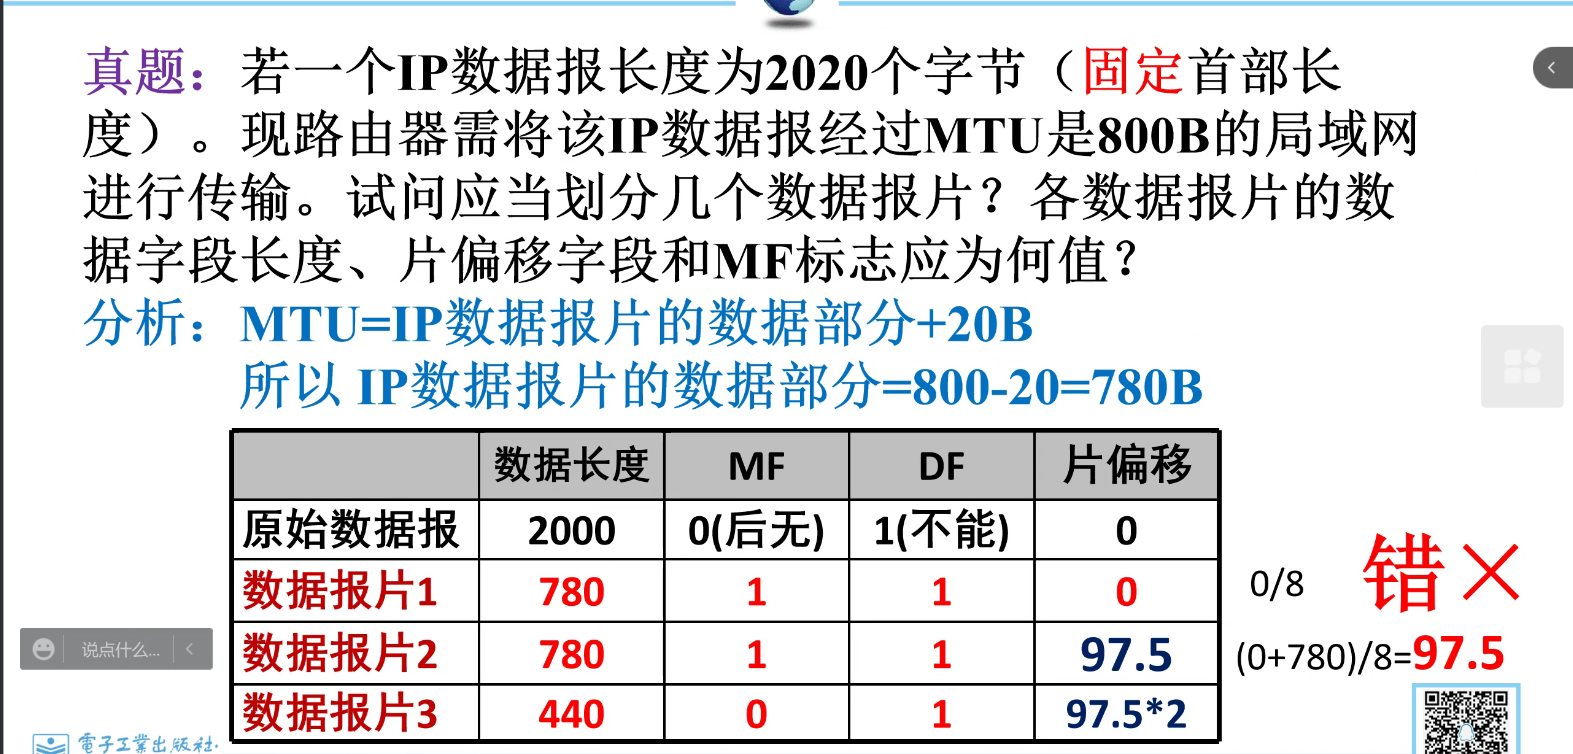 真题：若一个IP数据报长度为2020个字节（固定首部长
度）。现路由器需将该IP数据报经过MTU是800B的局域网
进行传输。试问应当划分几个数据报片？各数据报片的数
据字段长度、片偏移字段和MF标志应为何值？
分析：MTU=IP数据报片的数据部分+20B
所以 IP数据报片的数据部分=800-20=780B
数据长度 MF DF 片偏移
原始数据报 2000 0(后无) 1(不能) 0
数据报片1 780 1 1 0 0/8 错×
数据报片2 780 1 1 97.5 (0+780)/8=97.5
说点什么...
数据报片3 440 0 1 97.5*2
電子工業出版社.